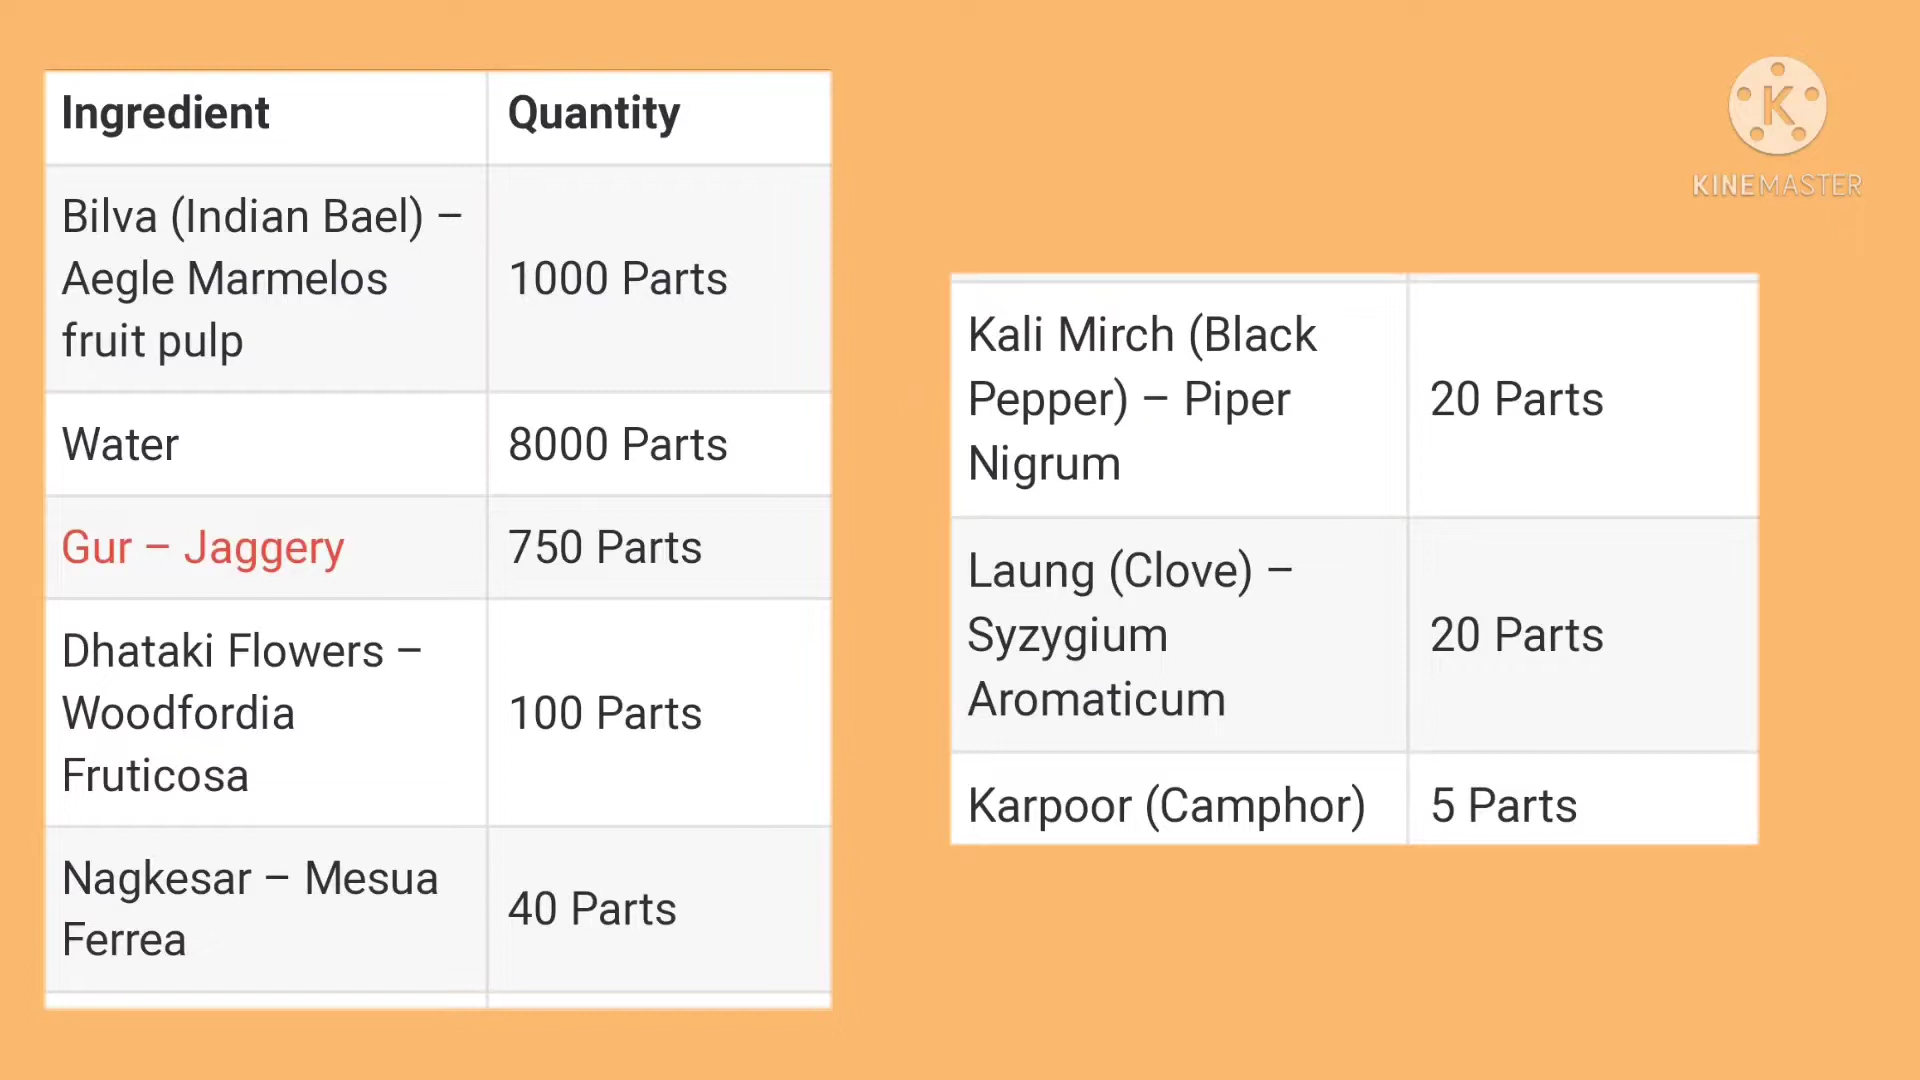 Ingredient Quantity
Bilva (Indian Bael) –
Aegle Marmelos
fruit pulp
1000 Parts
Water 8000 Parts
Gur – Jaggery 750 Parts
Dhataki Flowers –
Woodfordia
Fruticosa
100 Parts
Nagkesar – Mesua
Ferrea
40 Parts
K
KINEMASTER
Kali Mirch (Black
Pepper) – Piper
Nigrum
20 Parts
Laung (Clove) –
Syzygium
Aromaticum
20 Parts
Karpoor (Camphor) 5 Parts